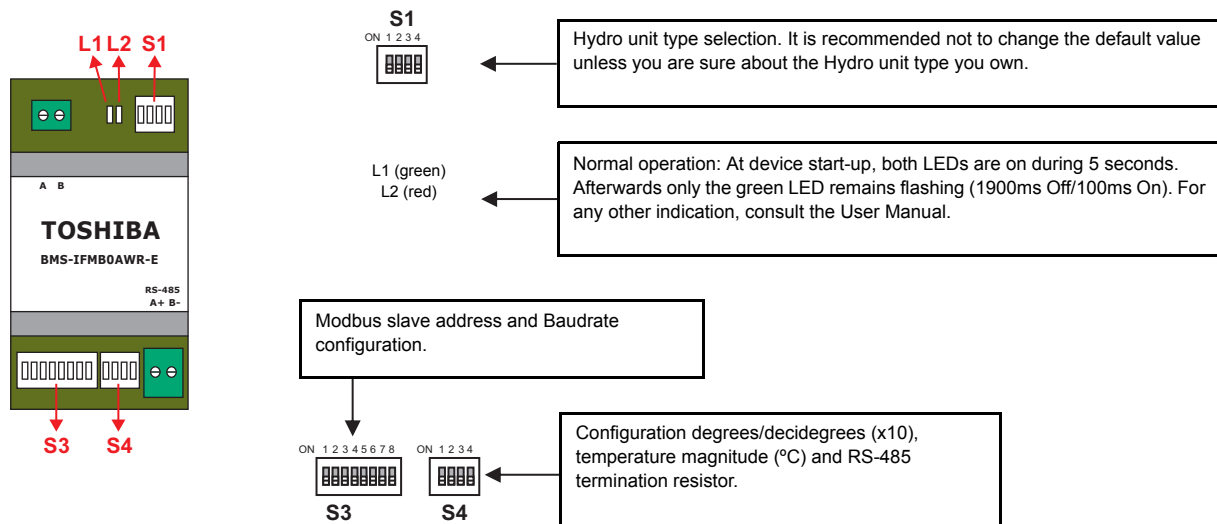 L1 L2 S1
A B
TOSHIBA
BMS-IFMB0AWR-E
RS-485
A+ B-
S3 S4
S1
ON 1 2 3 4
Hydro unit type selection. It is recommended not to change the default value
unless you are sure about the Hydro unit type you own.
L1 (green)
L2 (red)
Normal operation: At device start-up, both LEDs are on during 5 seconds.
Afterwards only the green LED remains flashing (1900ms Off/100ms On). For
any other indication, consult the User Manual.
Modbus slave address and Baudrate
configuration.
ON 1 2 3 4 5 6 7 8
S3
ON 1 2 3 4
S4
Configuration degrees/decidegrees (x10),
temperature magnitude (ºC) and RS-485
termination resistor.